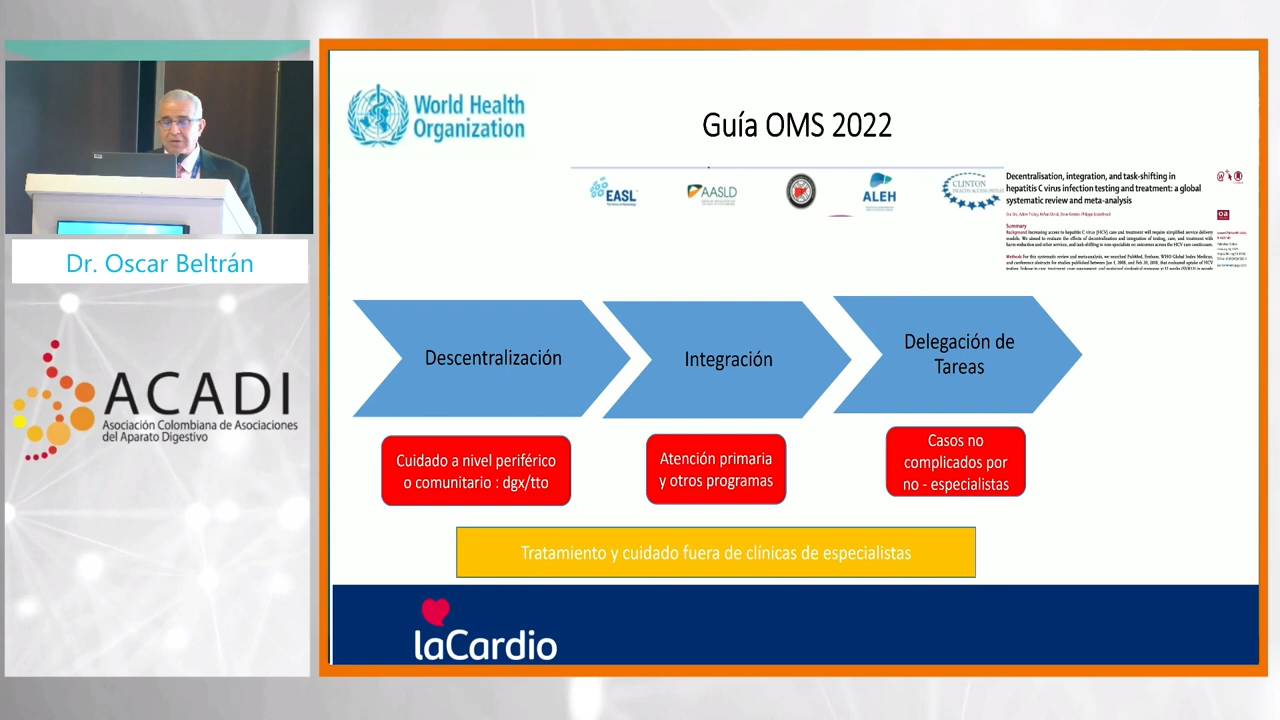 World Health
Organization
Guía OMS 2022
EASL
AASLD
ALEH
CLINTON
Decentralisation, integration, and task-shifting in
hepatitis C virus infection testing and treatment: a global
systematic review and meta-analysis
Summary
Dr. Oscar Beltrán
ACADI
Asociación Colombiana de Asociaciones
del Aparato Digestivo
Descentralización
Integración
Delegación de
Tareas
Cuidado a nivel periférico
o comunitario : dgx/tto
Atención primaria
y otros programas
Casos no
complicados por
no - especialistas
Tratamiento y cuidado fuera de clínicas de especialistas
laCardio